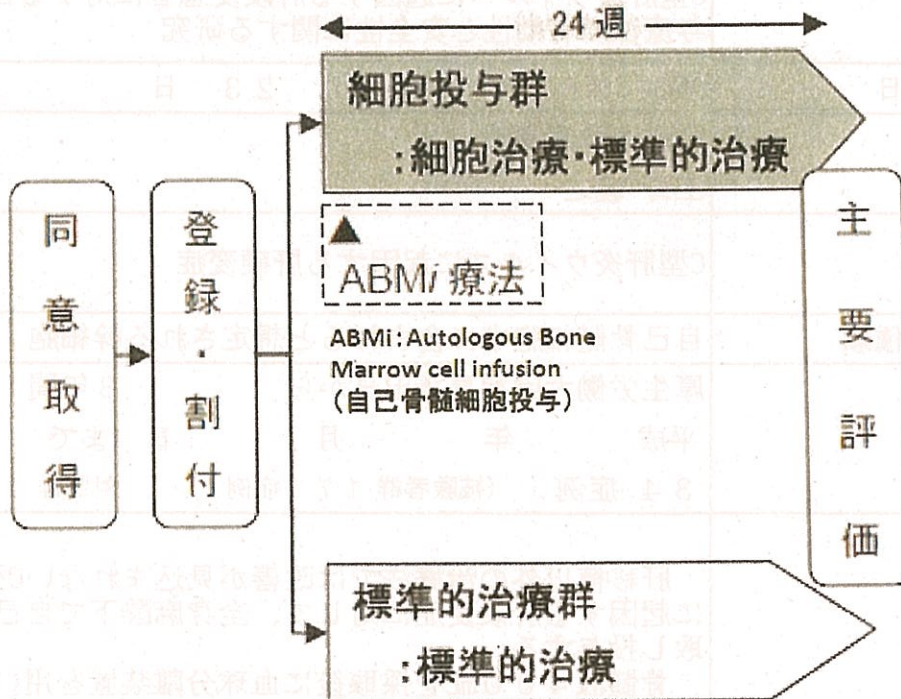 24 週
細胞投与群
:細胞治療・標準的治療
同意取得
登録・割付
▲
ABMi 療法
ABMi:Autologous Bone
Marrow cell infusion
(自己骨髄細胞投与)
主要評価
標準的治療群
:標準的治療